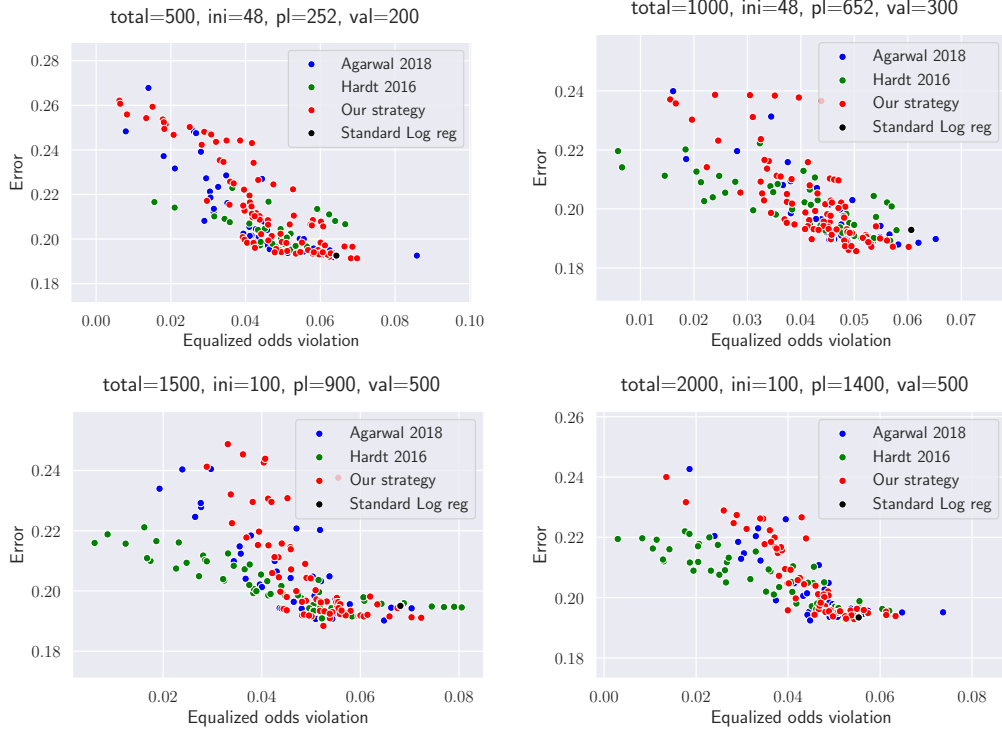 total=500, ini=48, pl=252, val=200
0.28
0.26
0.24
0.22
0.20
0.18
Error
0.00 0.02 0.04 0.06 0.08 0.10
Equalized odds violation
Agarwal 2018
Hardt 2016
Our strategy
Standard Log reg
total=1000, ini=48, pl=652, val=300
0.24
0.22
0.20
0.18
Error
0.01 0.02 0.03 0.04 0.05 0.06 0.07
Equalized odds violation
Agarwal 2018
Hardt 2016
Our strategy
Standard Log reg
total=1500, ini=100, pl=900, val=500
0.24
0.22
0.20
0.18
Error
0.02 0.04 0.06 0.08
Equalized odds violation
Agarwal 2018
Hardt 2016
Our strategy
Standard Log reg
total=2000, ini=100, pl=1400, val=500
0.26
0.24
0.22
0.20
0.18
Error
0.00 0.02 0.04 0.06 0.08
Equalized odds violation
Agarwal 2018
Hardt 2016
Our strategy
Standard Log reg